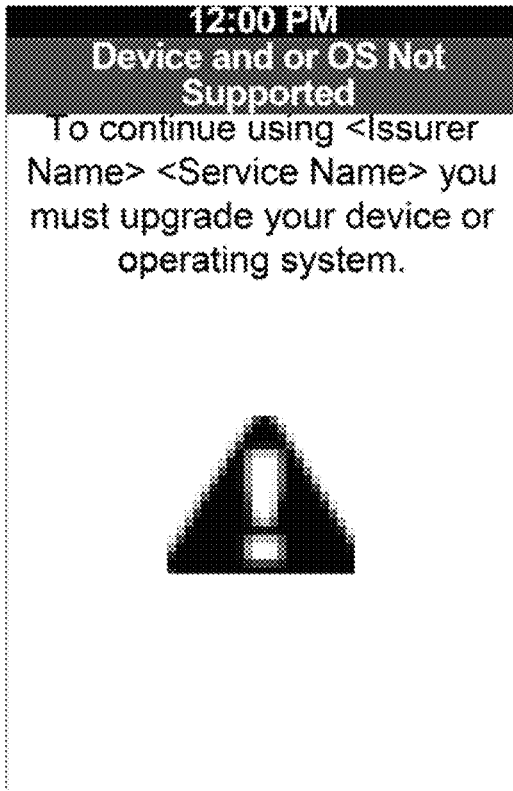 12:00 PM
Device and or OS Not
Supported
To continue using <Issurer
Name> <Service Name> you
must upgrade your device or
operating system.